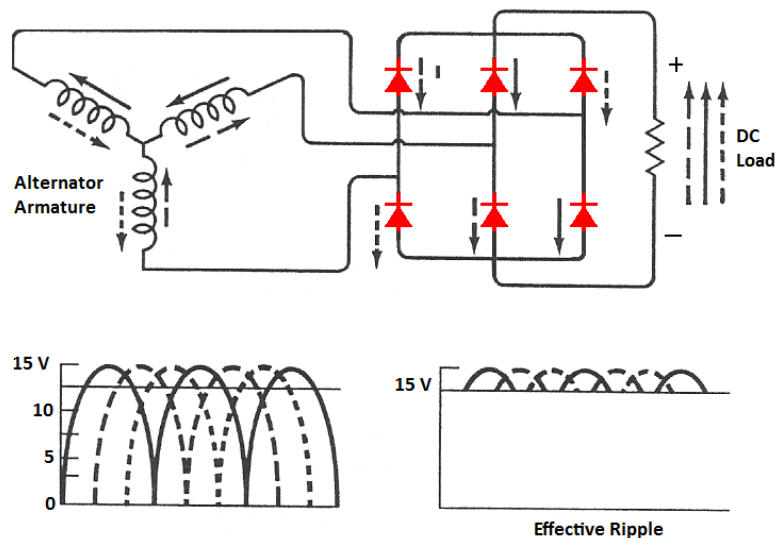 +
DC
Load
Alternator
Armature
—
15 V
10
5
0
15 V
Effective Ripple